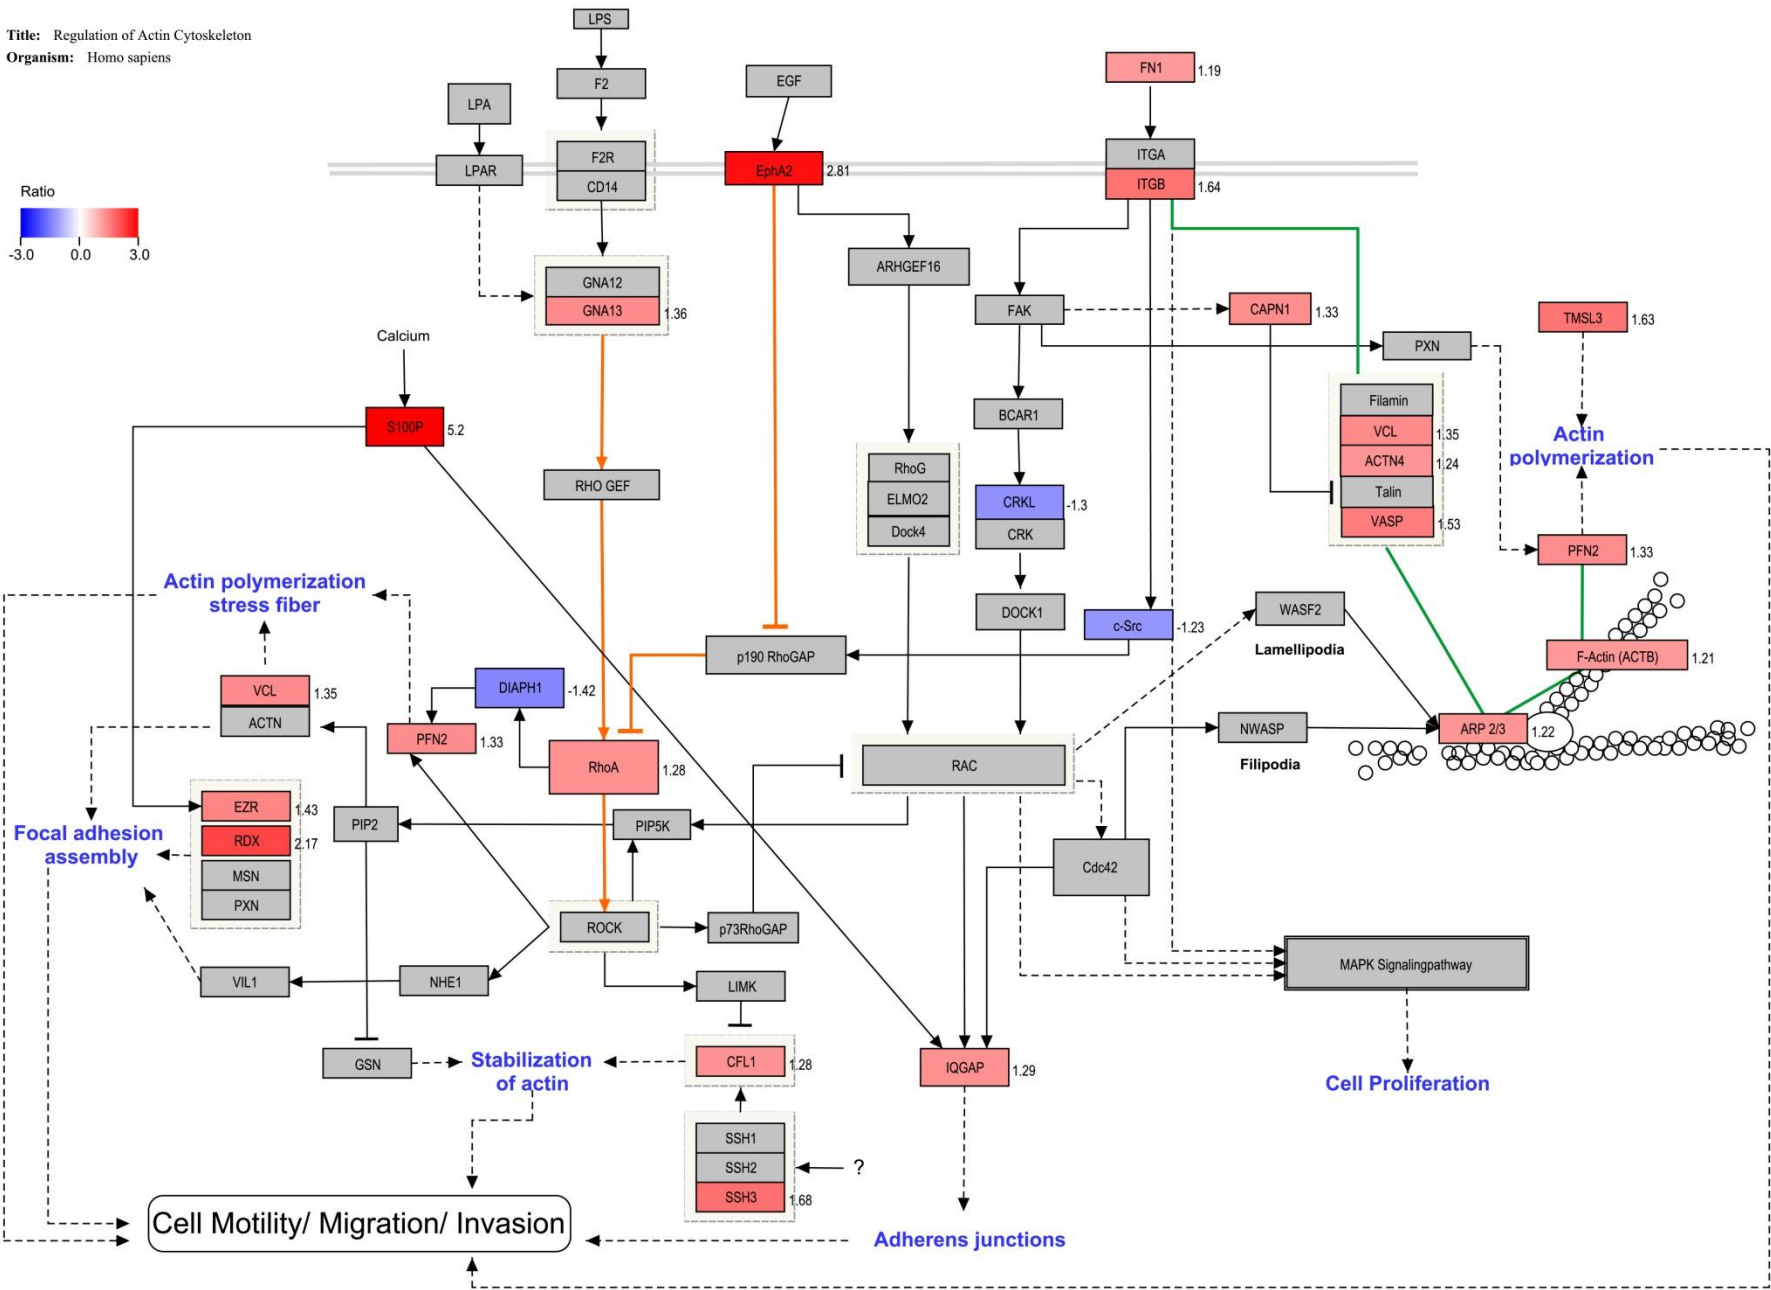 Title: Regulation of Actin Cytoskeleton
Organism: Homo sapiens
LPS
F2
EGF
FN1
1.19
LPA
LPAR
F2R
CD14
EphA2
2.81
ITGA
ITGB
1.64
Ratio
-3.0 0.0 3.0
GNA12
GNA13
1.36
ARHGEF16
FAK
CAPN1
1.33
TMSL3
1.63
Calcium
PXN
S100P
5.2
BCAR1
Filamin
VCL
1.35
ACTN4
1.24
Talin
VASP
1.53
Actin
polymerization
RHO GEF
RhoG
ELMO2
Dock4
CRKL
-1.3
CRK
PFN2
1.33
Actin polymerization
stress fiber
DOCK1
c-Src
-1.23
WASF2
Lamellipodia
p190 RhoGAP
F-Actin (ACTB)
1.21
VCL
1.35
ACTN
DIAPH1
-1.42
PFN2
1.33
RhoA
1.28
RAC
NWASP
Filipodia
ARP 2/3
1.22
EZR
1.43
RDX
2.17
MSN
PXN
Focal adhesion
assembly
PIP2
PIP5K
Cdc42
ROCK
p73RhoGAP
VIL1
NHE1
LIMK
MAPK Signalingpathway
GSN
Stabilization
of actin
CFL1
1.28
IQGAP
1.29
Cell Proliferation
SSH1
SSH2
?
SSH3
1.68
Cell Motility/ Migration/ Invasion
Adherens junctions